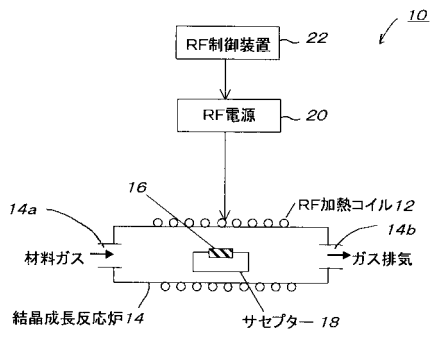 10
RF制御装置 22
RF電源 20
16
RF加熱コイル12
14a
14b
材料ガス
ガス排気
結晶成長反応炉14
サセプター 18